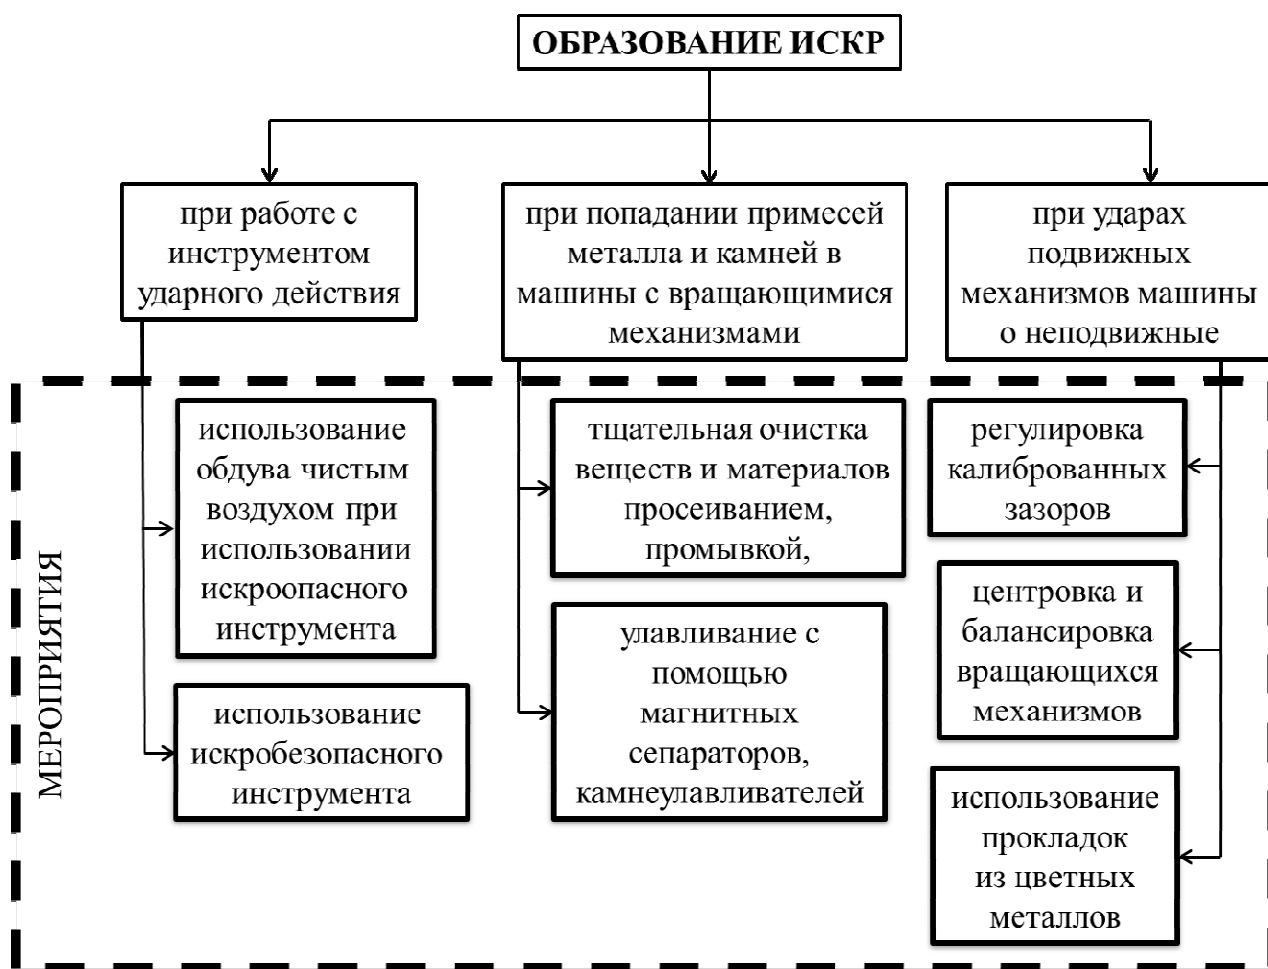 ОБРАЗОВАНИЕ ИСКР
при работе с
инструментом
ударного действия
при попадании примесей
металла и камней в
машины с вращающимися
механизмами
при ударах
подвижных
механизмов машины
о неподвижные
МЕРОПРИЯТИЯ
использование
обдува чистым
воздухом при
использовании
искроопасного
инструмента
использование
искробезопасного
инструмента
тщательная очистка
веществ и материалов
просеиванием,
промывкой,
улавливание с
помощью
магнитных
сепараторов,
камнеулавливателей
регулировка
калиброванных
зазоров
центровка и
балансировка
вращающихся
механизмов
использование
прокладок
из цветных
металлов